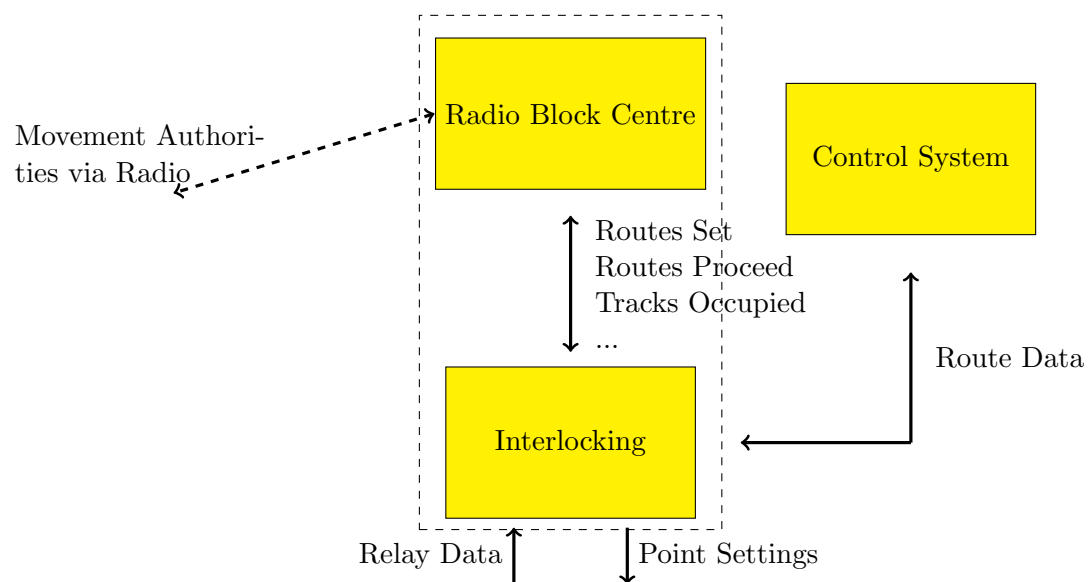 Radio Block Centre
Movement Authori-
ties via Radio
Control System
Routes Set
Routes Proceed
Tracks Occupied
...
Route Data
Interlocking
Relay Data
Point Settings